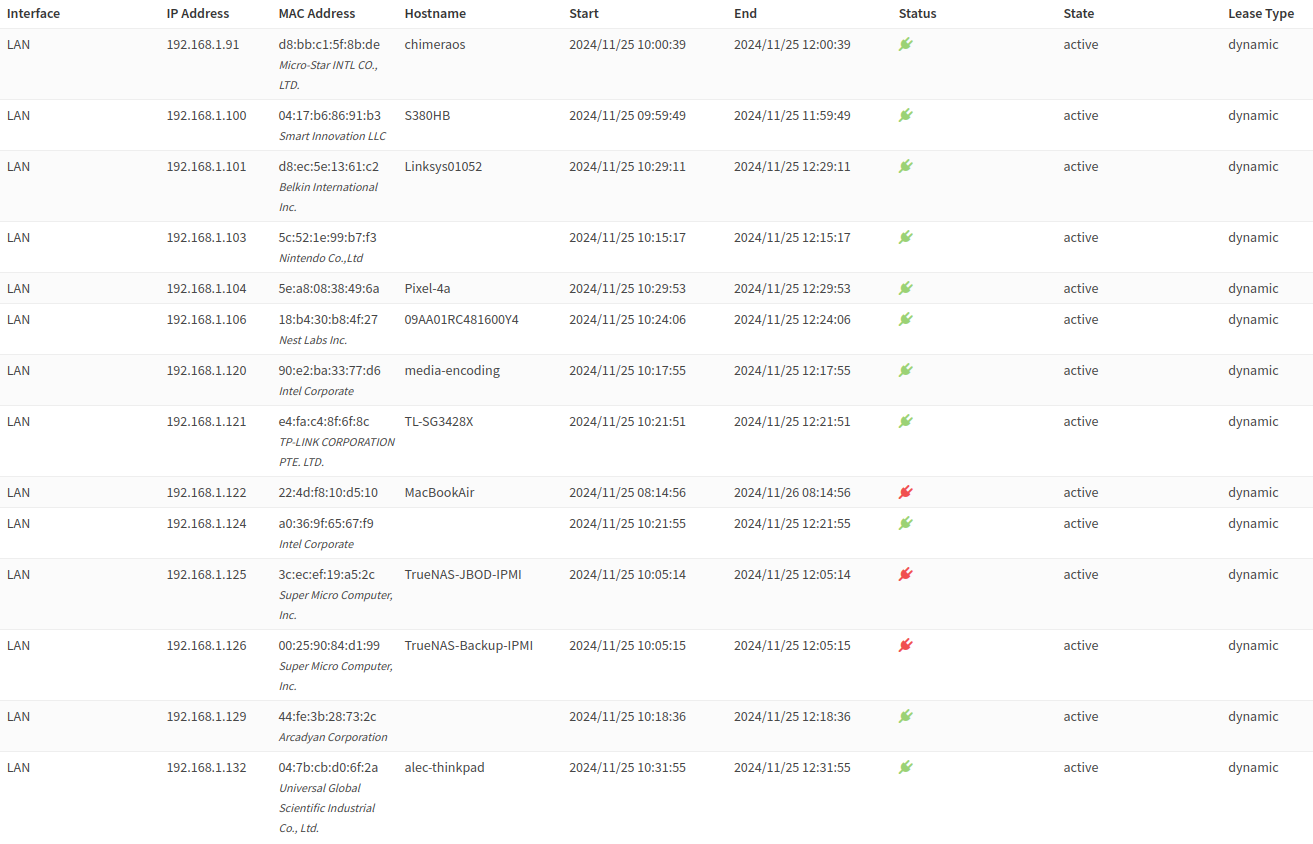 Interface IP Address MAC Address Hostname Start End Status State Lease Type
LAN 192.168.1.91 d8:bb:c1:5f:8b:de chimeraos 2024/11/25 10:00:39 2024/11/25 12:00:39 active dynamic
Micro-Star INTL CO.,
LTD.
LAN 192.168.1.100 04:17:b6:86:91:b3 S380HB 2024/11/25 09:59:49 2024/11/25 11:59:49 active dynamic
Smart Innovation LLC
LAN 192.168.1.101 d8:ec:5e:13:61:c2 Linksys01052 2024/11/25 10:29:11 2024/11/25 12:29:11 active dynamic
Belkin International
Inc.
LAN 192.168.1.103 5c:52:1e:99:b7:f3 2024/11/25 10:15:17 2024/11/25 12:15:17 active dynamic
Nintendo Co.,Ltd
LAN 192.168.1.104 5e:a8:08:38:49:6a Pixel-4a 2024/11/25 10:29:53 2024/11/25 12:29:53 active dynamic
LAN 192.168.1.106 18:b4:30:b8:4f:27 09AA01RC481600Y4 2024/11/25 10:24:06 2024/11/25 12:24:06 active dynamic
Nest Labs Inc.
LAN 192.168.1.120 90:e2:ba:33:77:d6 media-encoding 2024/11/25 10:17:55 2024/11/25 12:17:55 active dynamic
Intel Corporate
LAN 192.168.1.121 e4:fa:c4:8f:6f:8c TL-SG3428X 2024/11/25 10:21:51 2024/11/25 12:21:51 active dynamic
TP-LINK CORPORATION
PTE. LTD.
LAN 192.168.1.122 22:4d:f8:10:d5:10 MacBookAir 2024/11/25 08:14:56 2024/11/26 08:14:56 active dynamic
LAN 192.168.1.124 a0:36:9f:65:67:f9 2024/11/25 10:21:55 2024/11/25 12:21:55 active dynamic
Intel Corporate
LAN 192.168.1.125 3c:ec:ef:19:a5:2c TrueNAS-JBOD-IPMI 2024/11/25 10:05:14 2024/11/25 12:05:14 active dynamic
Super Micro Computer,
Inc.
LAN 192.168.1.126 00:25:90:84:d1:99 TrueNAS-Backup-IPMI 2024/11/25 10:05:15 2024/11/25 12:05:15 active dynamic
Super Micro Computer,
Inc.
LAN 192.168.1.129 44:fe:3b:28:73:2c 2024/11/25 10:18:36 2024/11/25 12:18:36 active dynamic
Arcadyan Corporation
LAN 192.168.1.132 04:7b:cb:d0:6f:2a alec-thinkpad 2024/11/25 10:31:55 2024/11/25 12:31:55 active dynamic
Universal Global
Scientific Industrial
Co., Ltd.